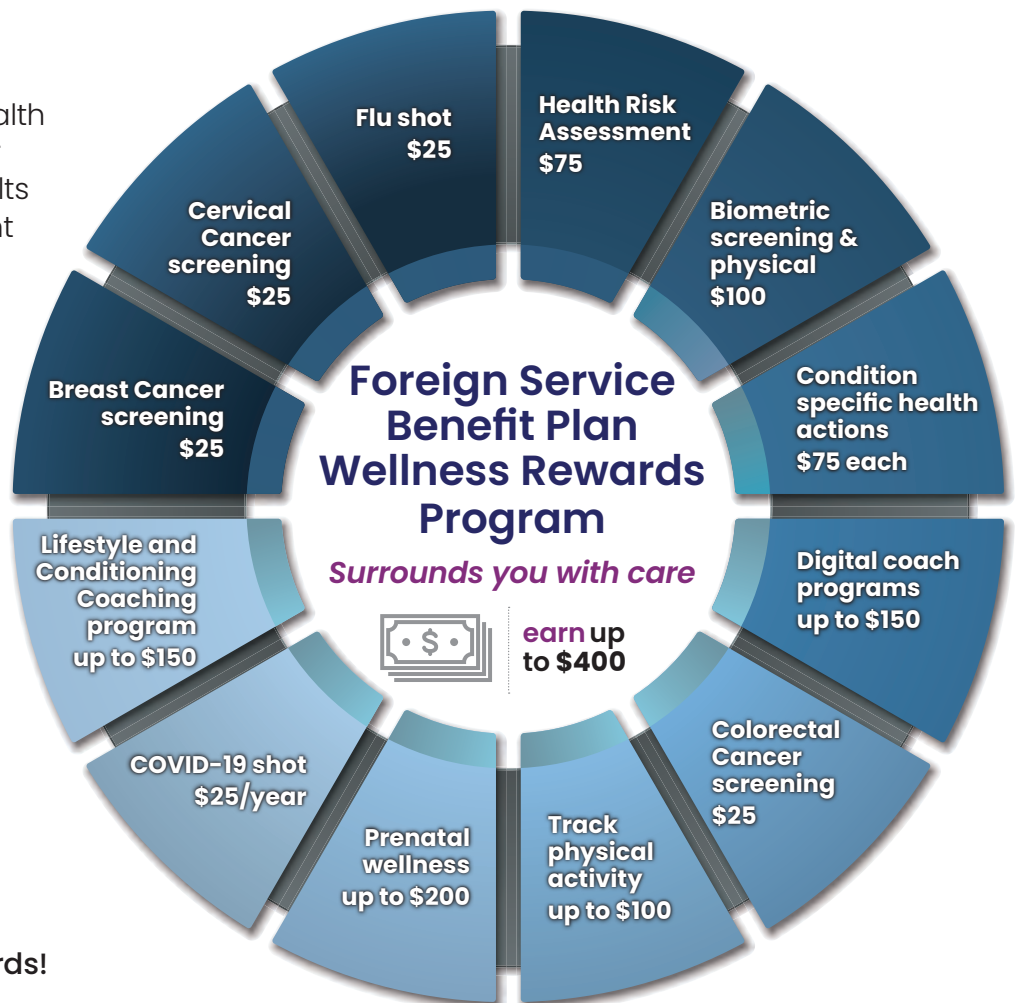 Health Risk
Assessment
$75
Biometric
screening &
physical
$100
Condition
specific health
actions
$75 each
Digital coach
programs
up to $150
Colorectal
Cancer
screening
$25
Track
physical
activity
up to $100
Prenatal
wellness
up to $200
COVID-19 shot
$25/year
Lifestyle and
Conditioning
Coaching
program
up to $150
Breast Cancer
screening
$25
Cervical
Cancer
screening
$25
Flu shot
$25
Foreign Service
Benefit Plan
Wellness Rewards
Program
Surrounds you with care
$
earn up
to $400